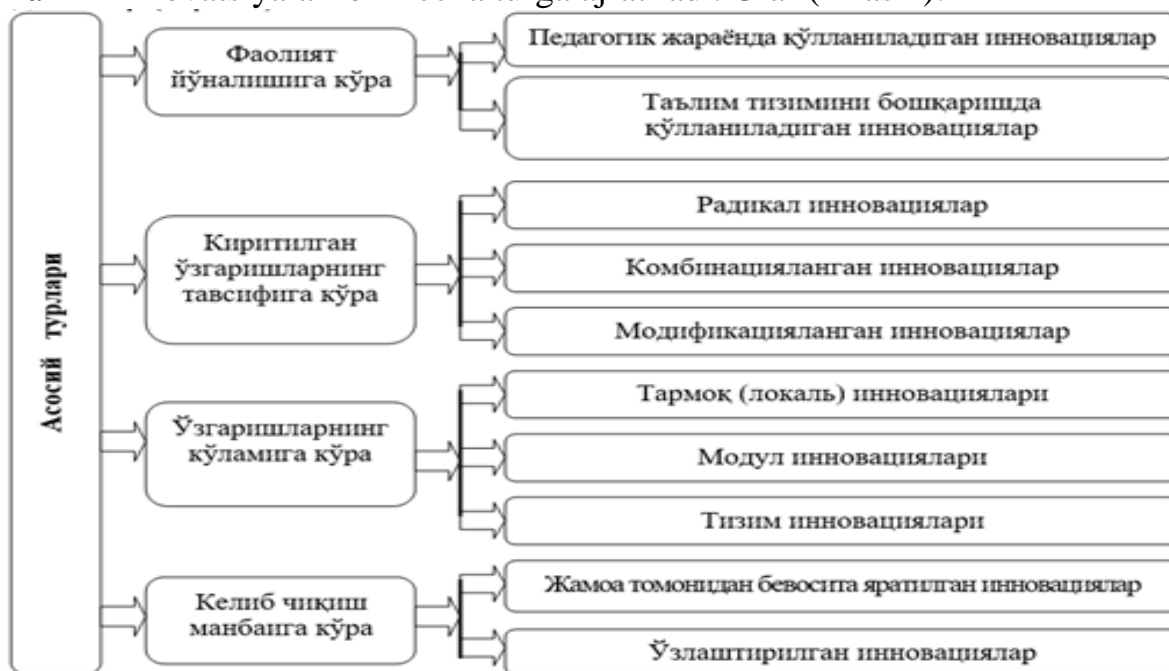 Асосий турлари
Фаолият
йўналишига кўра
Педагогик жараёнда қўлланиладиган инновациялар
Таълим тизимини бошқаришда
қўлланиладиган инновациялар
Киритилган
ўзгаришларнинг
тавсифига кўра
Радикал инновациялар
Комбинацияланган инновациялар
Модификацияланган инновациялар
Ўзгаришларнинг
кўламига кўра
Тармоқ (локаль) инновациялари
Модул инновациялари
Тизим инновациялари
Келиб чиқиш
манбаига кўра
Жамоа томонидан бевосита яратилган инновациялар
Ўзлаштирилган инновациялар